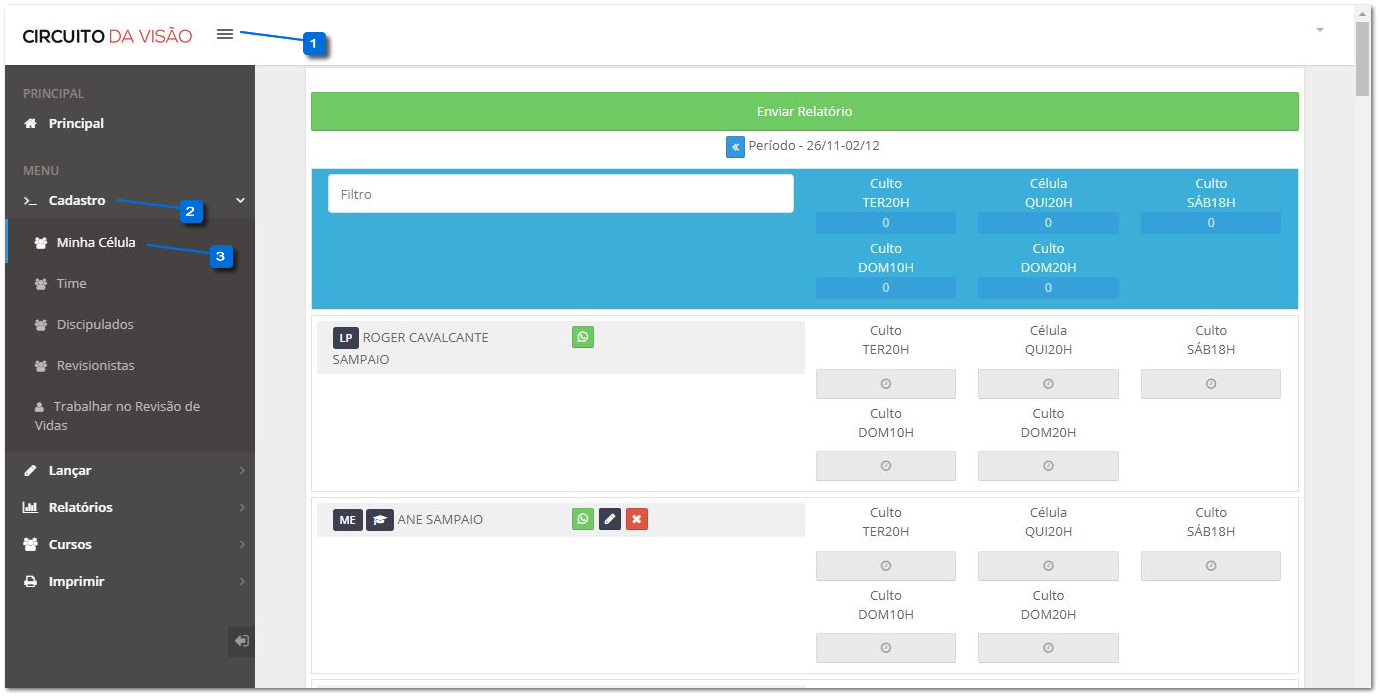 CIRCUITO DA VISÃO
1
PRINCIPAL
Principal
MENU
Cadastro
2
Minha Célula
3
Time
Discipulados
Revisionistas
Trabalhar no Revisão de
Vidas
Lançar
Relatórios
Cursos
Imprimir
Enviar Relatório
« Período - 26/11-02/12
Filtro
Culto
TER20H
0
Célula
QUI20H
0
Culto
SÁB18H
0
Culto
DOM10H
0
Culto
DOM20H
0
LP ROGER CAVALCANTE
SAMPAIO
Culto
TER20H
Célula
QUI20H
Culto
SÁB18H
Culto
DOM10H
Culto
DOM20H
ME ANE SAMPAIO
Culto
TER20H
Célula
QUI20H
Culto
SÁB18H
Culto
DOM10H
Culto
DOM20H